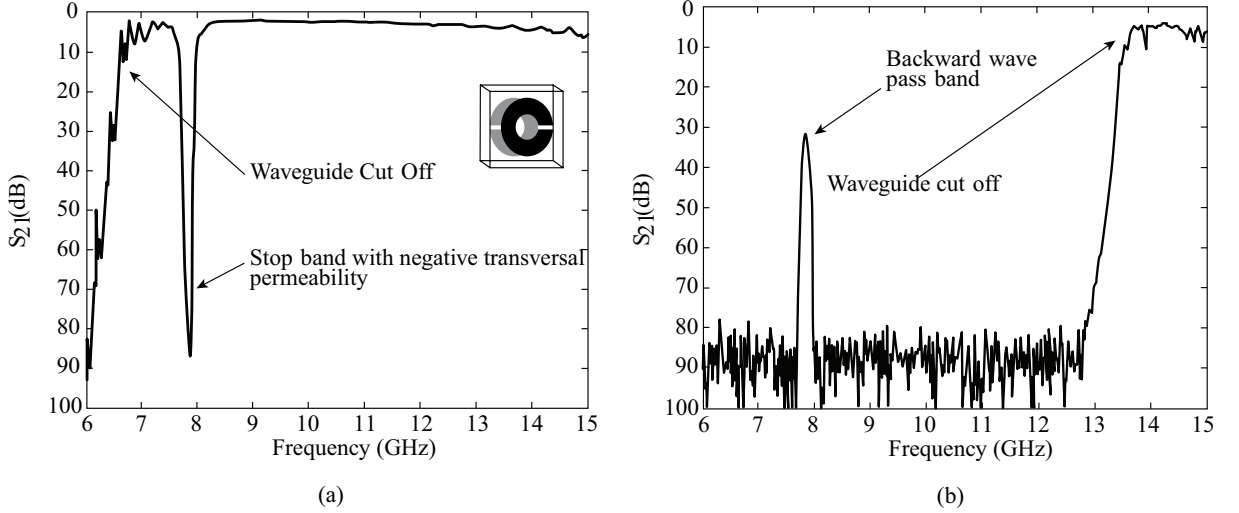 0
10
20
30
40
50
60
70
80
90
100
S21(dB)
6 7 8 9 10 11 12 13 14 15
Frequency (GHz)
Waveguide Cut Off
Stop band with negative transversal
permeability
(a)
0
10
20
30
40
50
60
70
80
90
100
S21(dB)
6 7 8 9 10 11 12 13 14 15
Frequency (GHz)
Backward wave
pass band
Waveguide cut off
(b)